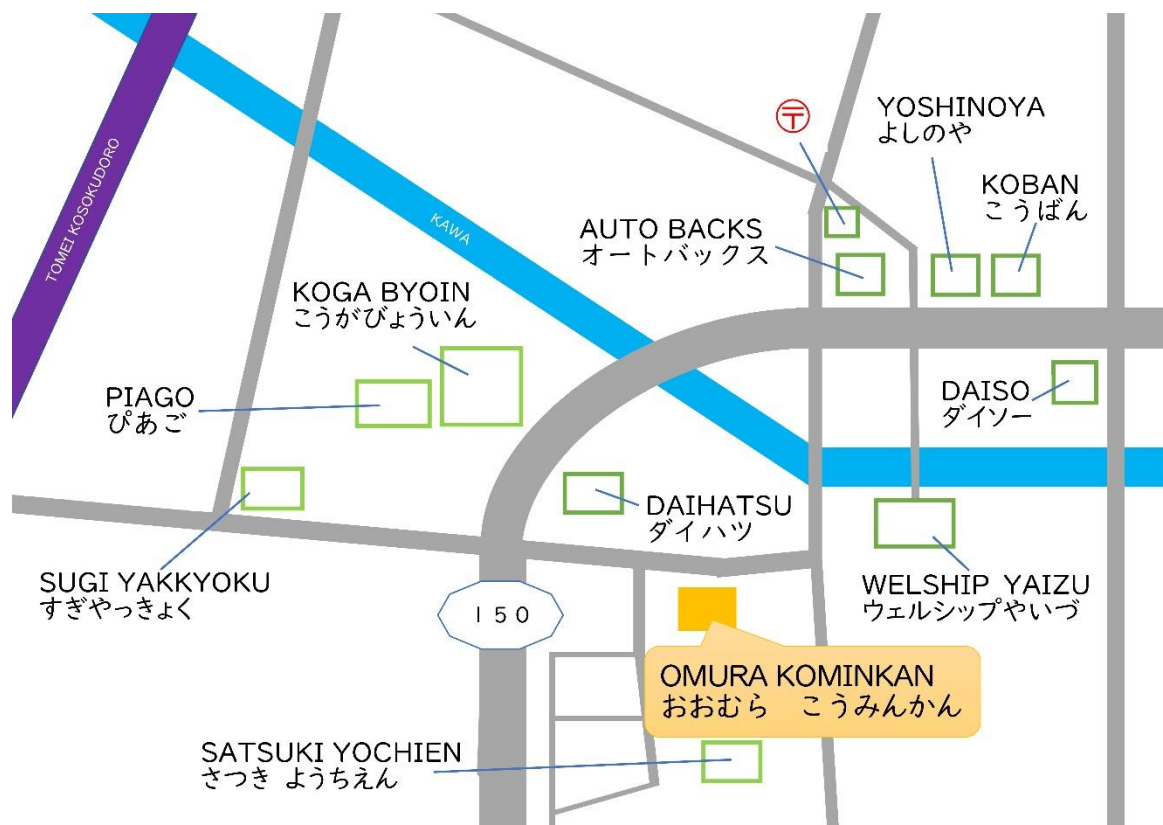 TOMEI KOSOKUDORO
KAWA
〒
YOSHINOYA
よしのや
KOBAN
こうばん
AUTO BACKS
オートバックス
KOGA BYOIN
こうがびょういん
PIAGO
ぴあご
DAISO
ダイソー
DAIHATSU
ダイハツ
SUGI YAKKYOKU
すぎやっきょく
WELSHIP YAIZU
ウェルシップやいづ
150
OMURA KOMINKAN
おおむら　こうみんかん
SATSUKI YOCHIEN
さつき ようちえん